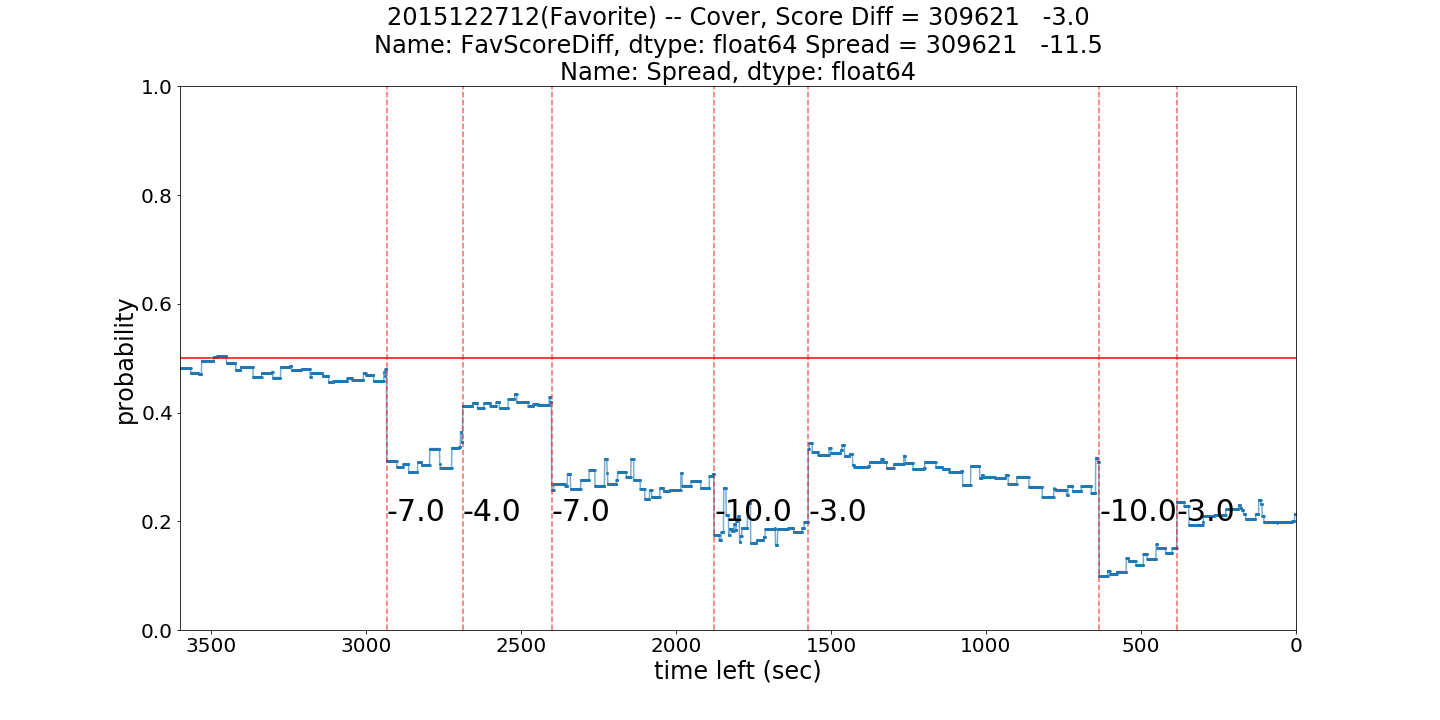 2015122712(Favorite) -- Cover, Score Diff = 309621   -3.0
Name: FavScoreDiff, dtype: float64 Spread = 309621   -11.5
Name: Spread, dtype: float64
1.0
0.8
0.6
0.4
0.2
0.0
probability
-7.0 -4.0 -7.0 -10.0 -3.0 -10.0 -3.0
3500 3000 2500 2000 1500 1000 500 0
time left (sec)